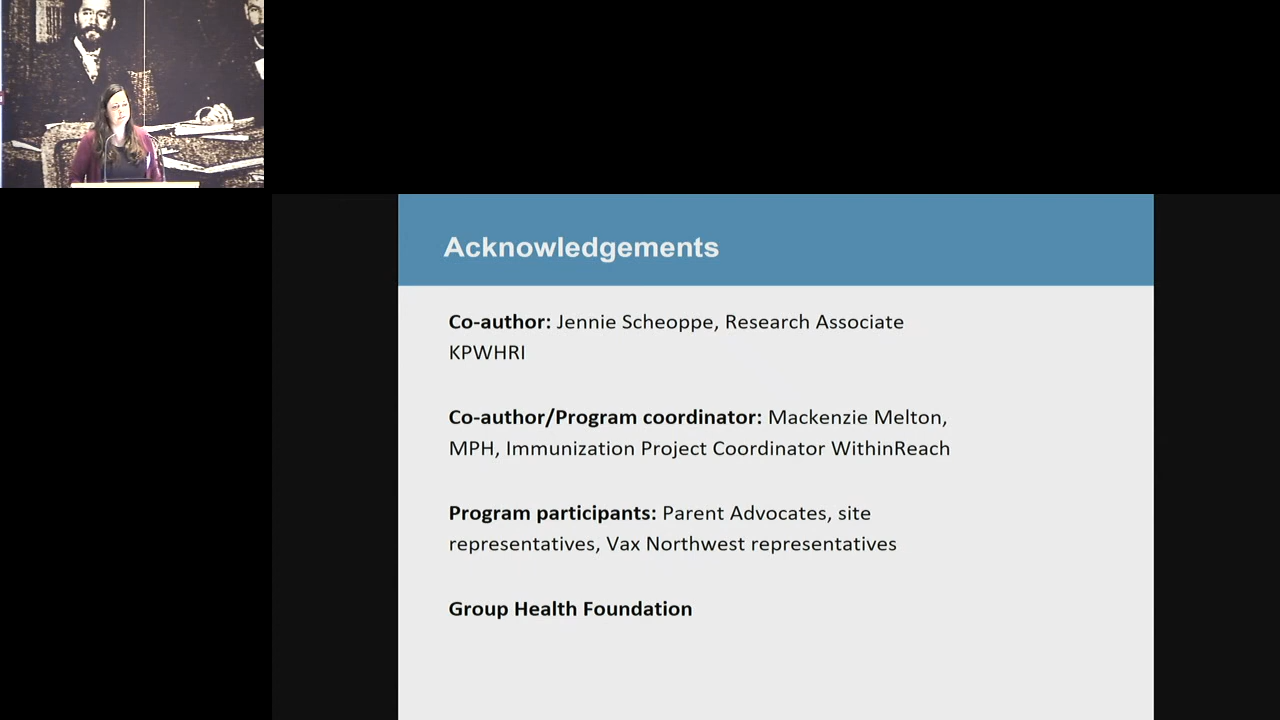 Acknowledgements
Co-author: Jennie Scheoppe, Research Associate
KPWHRI
Co-author/Program coordinator: Mackenzie Melton,
MPH, Immunization Project Coordinator WithinReach
Program participants: Parent Advocates, site
representatives, Vax Northwest representatives
Group Health Foundation